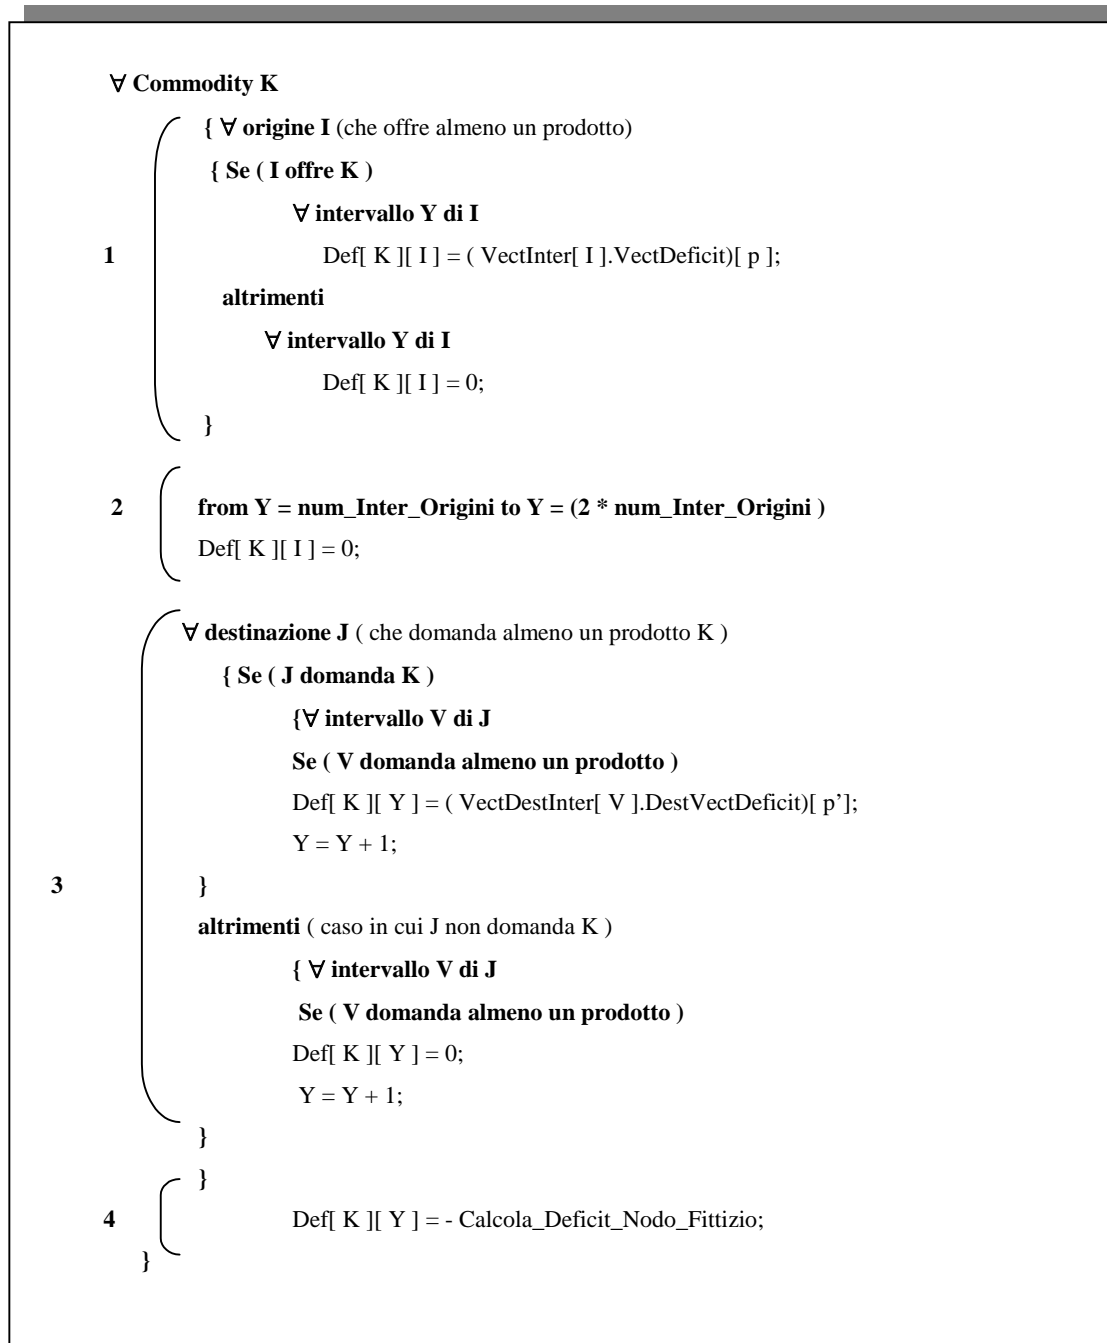 ∀ Commodity K
{ ∀ origine I (che offre almeno un prodotto)
{ Se ( I offre K )
∀ intervallo Y di I
1 Def[ K ][ I ] = ( VectInter[ I ].VectDeficit)[ p ];
altrimenti
∀ intervallo Y di I
Def[ K ][ I ] = 0;
}
2 from Y = num_Inter_Origini to Y = (2 * num_Inter_Origini )
Def[ K ][ I ] = 0;
∀ destinazione J ( che domanda almeno un prodotto K )
{ Se ( J domanda K )
{∀ intervallo V di J
Se ( V domanda almeno un prodotto )
Def[ K ][ Y ] = ( VectDestInter[ V ].DestVectDeficit)[ p’];
Y = Y + 1;
3 }
altrimenti ( caso in cui J non domanda K )
{ ∀ intervallo V di J
Se ( V domanda almeno un prodotto )
Def[ K ][ Y ] = 0;
Y = Y + 1;
}
}
4 Def[ K ][ Y ] = - Calcola_Deficit_Nodo_Fittizio;
}